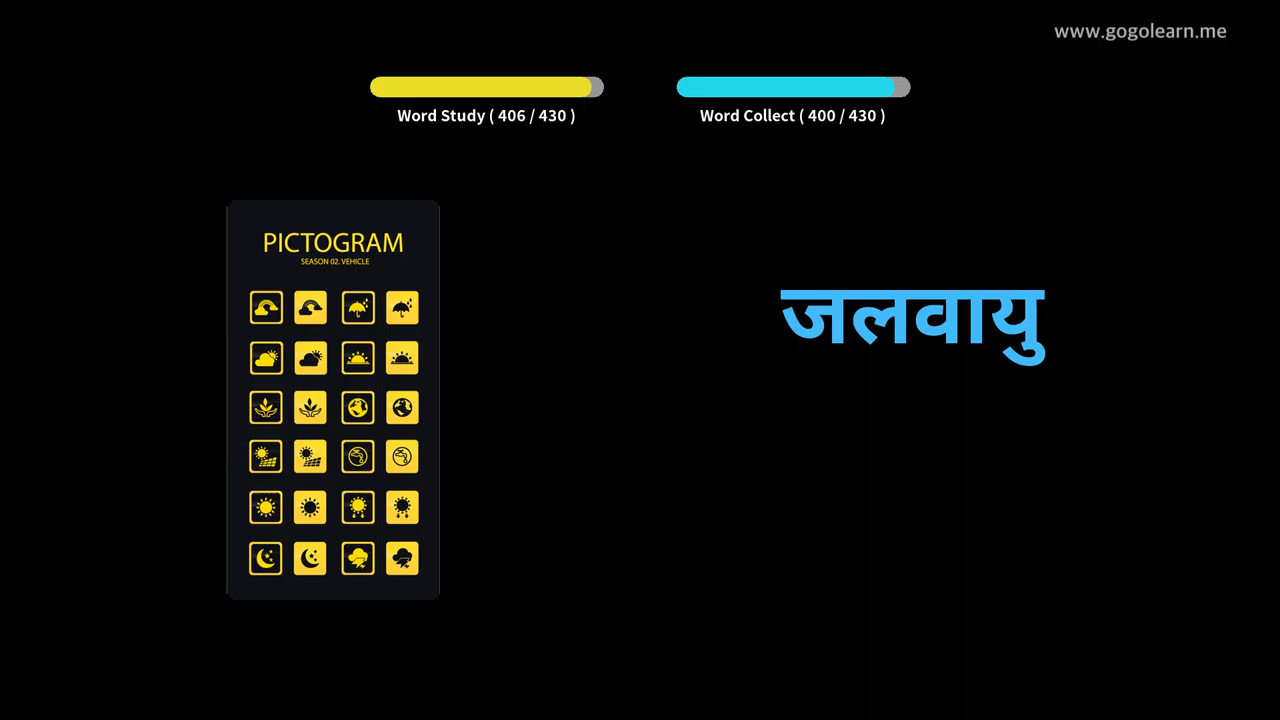 www.gogolearn.me
Word Study ( 406 / 430 )
Word Collect ( 400 / 430 )
PICTOGRAM
SEASON 02. VEHICLE
जलवायु